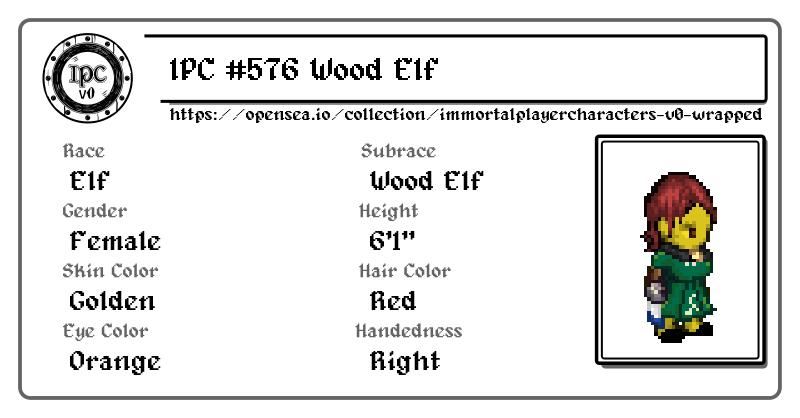 IPC
v0
IPC #576 Wood Elf
https://opensea.io/collection/immortalplayercharacters-v0-wrapped
Race
Elf
Subrace
Wood Elf
Gender
Female
Height
6'1"
Skin Color
Golden
Hair Color
Red
Eye Color
Orange
Handedness
Right